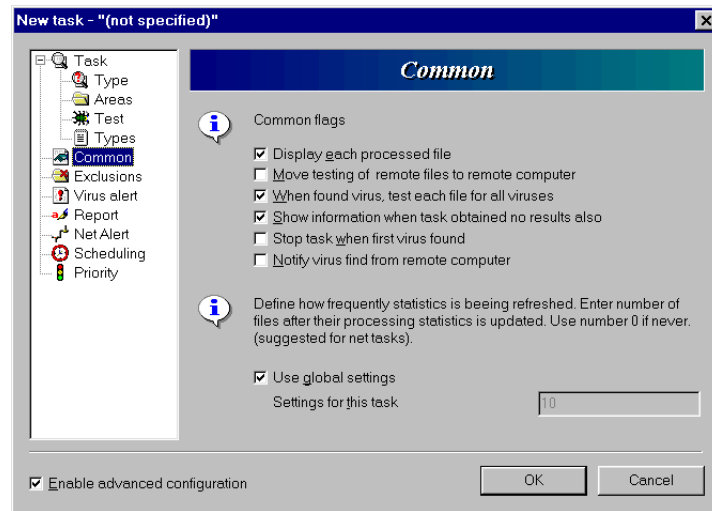 New task - "(not specified)"
Task
Type
Areas
Test
Types
Common
Exclusions
Virus alert
Report
Net Alert
Scheduling
Priority
Common
Common flags
Display each processed file
Move testing of remote files to remote computer
When found virus, test each file for all viruses
Show information when task obtained no results also
Stop task when first virus found
Notify virus find from remote computer
Define how frequently statistics is beeing refreshed. Enter number of
files after their processing statistics is updated. Use number 0 if never.
(suggested for net tasks).
Use global settings
Settings for this task
10
Enable advanced configuration
OK
Cancel